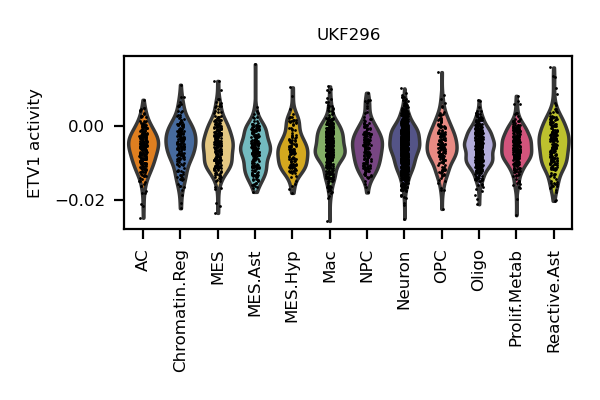 UKF296
ETV1 activity
0.00
−0.02
AC
Chromatin.Reg
MES
MES.Ast
MES.Hyp
Mac
NPC
Neuron
OPC
Oligo
Prolif.Metab
Reactive.Ast